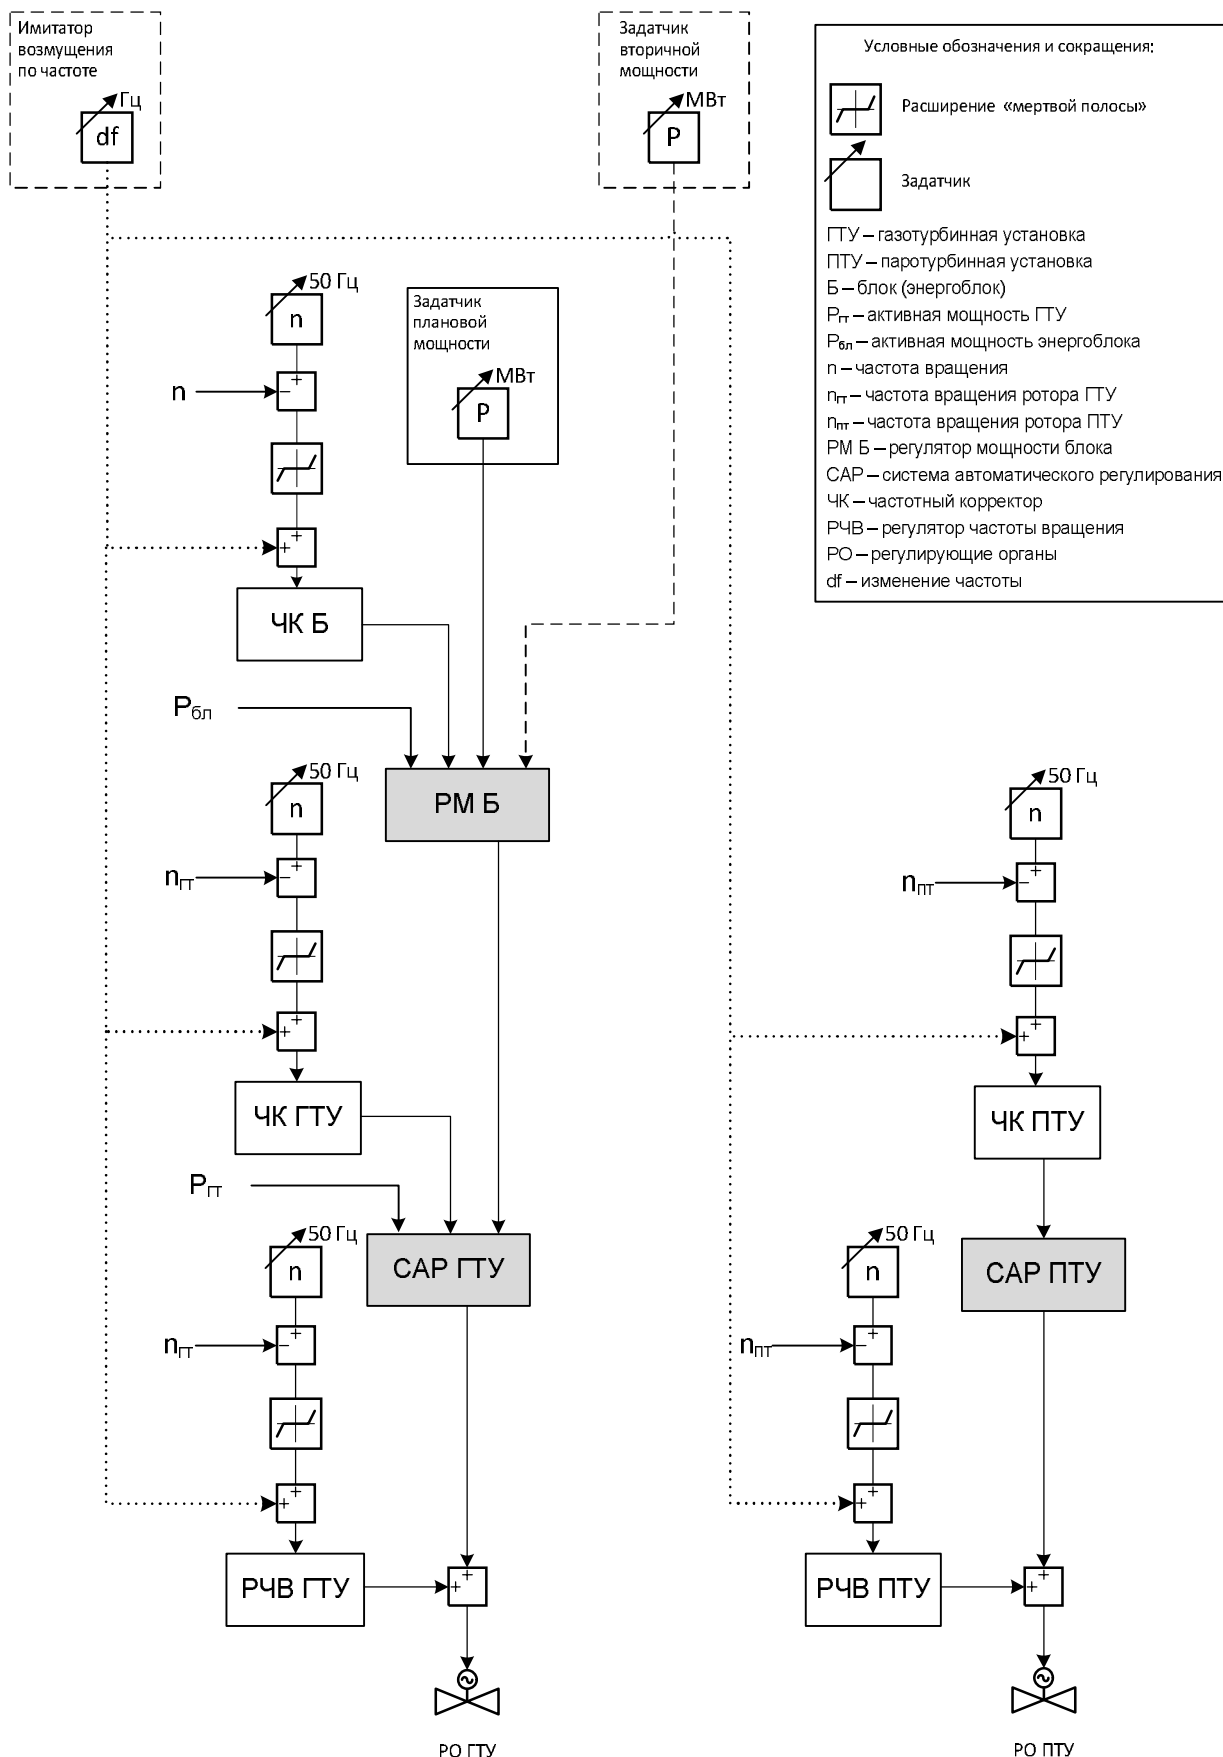 Имитатор
возмущения
по частоте
Гц
df
Задатчик
вторичной
мощности
МВт
P
Условные обозначения и сокращения:
Расширение «мертвой полосы»
Задатчик
ГТУ – газотурбинная установка
ПТУ – паротурбинная установка
Б – блок (энергоблок)
Pгт – активная мощность ГТУ
Pбл – активная мощность энергоблока
n – частота вращения
nгт – частота вращения ротора ГТУ
nпт – частота вращения ротора ПТУ
РМ Б – регулятор мощности блока
САР – система автоматического регулирования
ЧК – частотный корректор
РЧВ – регулятор частоты вращения
РО – регулирующие органы
df – изменение частоты
50 Гц
n
n
+
–
+
+
ЧК Б
Задатчик
плановой
мощности
МВт
P
Pбл
РМ Б
50 Гц
n
nгт
+
–
+
+
ЧК ГТУ
50 Гц
n
nпт
+
–
+
+
ЧК ПТУ
Pгт
САР ГТУ
50 Гц
n
nгт
+
–
+
+
РЧВ ГТУ
+
+
РО ГТУ
САР ПТУ
50 Гц
n
nпт
+
–
+
+
РЧВ ПТУ
+
+
РО ПТУ